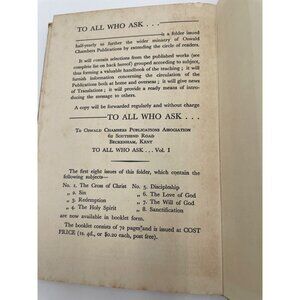 TO ALL WHO ASK . . .
is a folder issued
half-yearly to further the wider ministry of Oswald
Chambers Publications by extending the circle of readers.
It will contain selections from the published works (see
complete list on back hereof) grouped according to subject,
thus forming a valuable handbook of the teaching; it will
furnish information concerning the circulation of the
Publications both at home and overseas; it will give news
of Translations; it will provide a ready means of intro-
ducing the message to others.
A copy will be forwarded regularly and without charge
TO ALL WHO ASK . . .
To Oswald Chambers Publications Association
62 Southend Road
Beckenham, Kent
TO ALL WHO ASK . . . Vol. I
The first eight issues of this folder, which contain the
following subjects—
No. 1. The Cross of Christ No. 5. Discipleship
„ 2. Sin „ 6. The Love of God
„ 3. Redemption „ 7. The Will of God
„ 4. The Holy Spirit „ 8. Sanctification
are now available in booklet form.
The booklet consists of 72 pages and is issued at COST
PRICE (1s. 4d., or $0.20 each, post free).